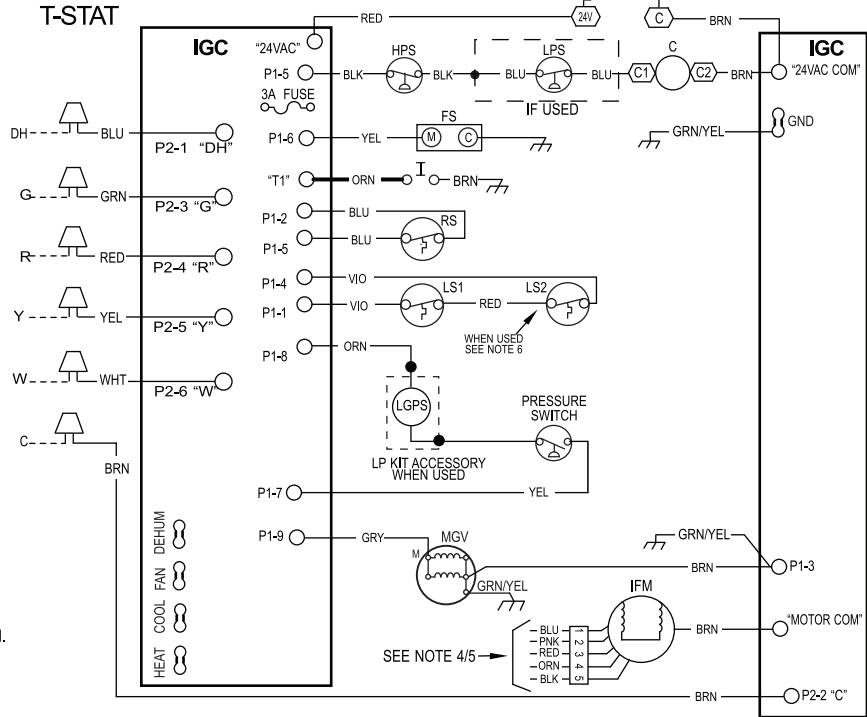 T-STAT
IGC
"24VAC"
RED
24V
C
BRN
IGC
"24VAC COM"
P1-5
BLK
HPS
BLK
BLU
LPS
BLU
C1
C
C2
BRN
IF USED
3A FUSE
GND
GRN/YEL
DH
BLU
P2-1 "DH"
P1-6
YEL
FS
M
C
"T1"
ORN
I
BRN
G
GRN
P2-3 "G"
P1-2
BLU
RS
P1-5
BLU
R
RED
P2-4 "R"
P1-4
VIO
P1-1
VIO
LS1
RED
LS2
WHEN USED
SEE NOTE 6
Y
YEL
P2-5 "Y"
P1-8
ORN
W
WHT
P2-6 "W"
LGPS
PRESSURE
SWITCH
LP KIT ACCESSORY
WHEN USED
C
BRN
P1-7
YEL
P1-9
GRY
M
MGV
GRN/YEL
GRN/YEL
BRN
P1-3
DEHUM
FAN
COOL
HEAT
IFM
BRN
"MOTOR COM"
SEE NOTE 4/5
BLU 1
PNK 2
RED 3
ORN 4
BLK 5
BRN
P2-2 "C"